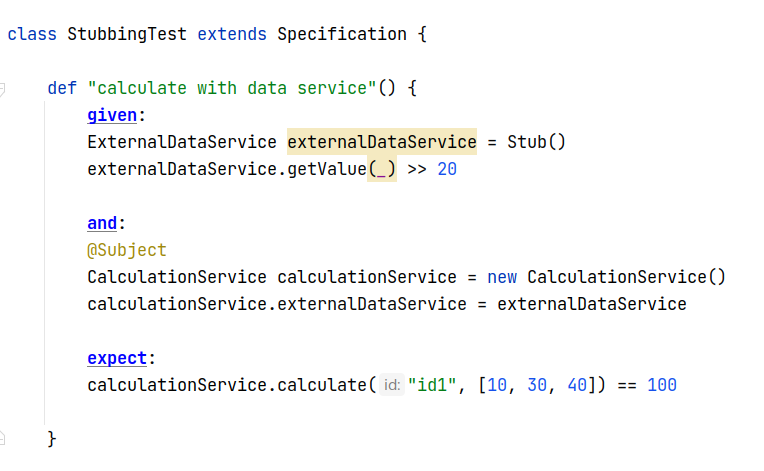 class StubbingTest extends Specification {
def "calculate with data service"() {
given:
ExternalDataService externalDataService = Stub()
externalDataService.getValue(_) >> 20
and:
@Subject
CalculationService calculationService = new CalculationService()
calculationService.externalDataService = externalDataService
expect:
calculationService.calculate( id: "id1", [10, 30, 40]) == 100
}